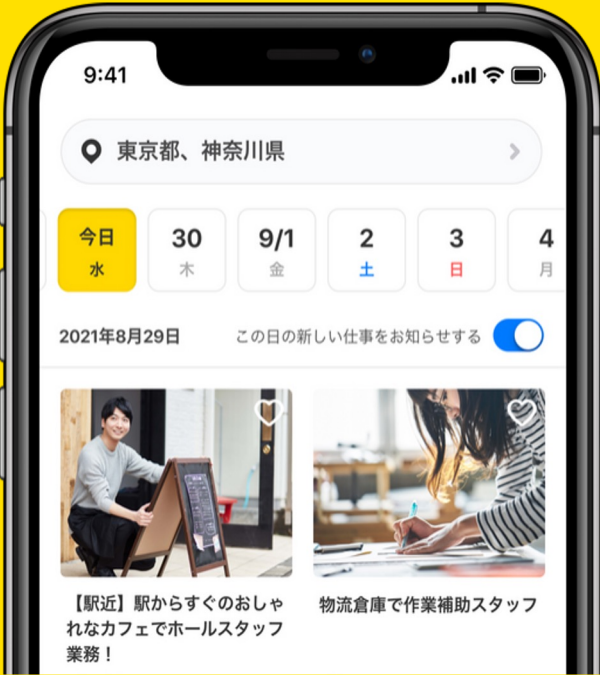 9:41
東京都、神奈川県
今日 30 9/1 2 3 4
水 木 金 土 日 月
2021年8月29日 この日の新しい仕事をお知らせする
【駅近】駅からすぐのおしゃ
れなカフェでホールスタッフ
業務！
物流倉庫で作業補助スタッフ